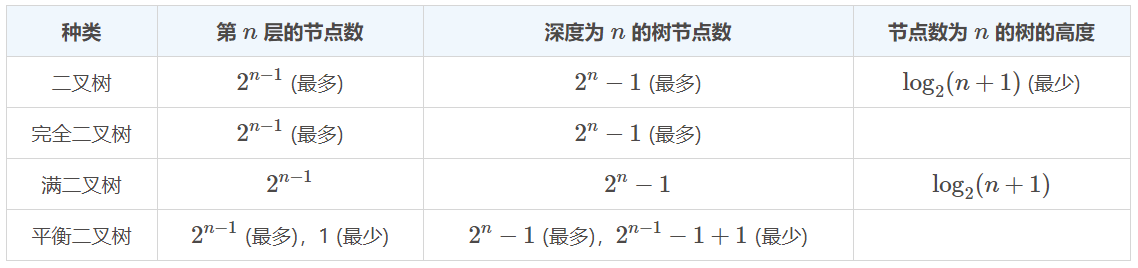 种类 第 n 层的节点数 深度为 n 的树节点数 节点数为 n 的树的高度
二叉树 2^{n−1} (最多) 2^n − 1 (最多) log_2(n + 1) (最少)
完全二叉树 2^{n−1} (最多) 2^n − 1 (最多)
满二叉树 2^{n−1} 2^n − 1 log_2(n + 1)
平衡二叉树 2^{n−1} (最多)，1 (最少) 2^n − 1 (最多)，2^{n−1} − 1 + 1 (最少)